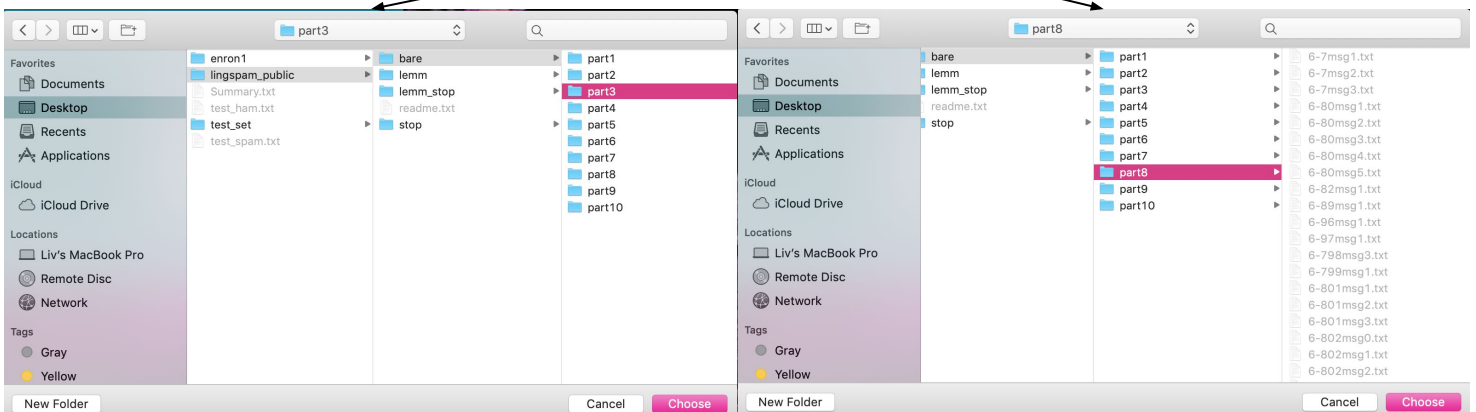 part3
Favorites
Documents
Desktop
Recents
Applications
iCloud
iCloud Drive
Locations
Liv's MacBook Pro
Remote Disc
Network
Tags
Gray
Yellow
enron1
lingspam_public
Summary.txt
test_ham.txt
test_set
test_spam.txt
bare
lemm
lemm_stop
readme.txt
stop
part1
part2
part3
part4
part5
part6
part7
part8
part9
part10
New Folder
Cancel
Choose
part8
Favorites
Documents
Desktop
Recents
Applications
iCloud
iCloud Drive
Locations
Liv's MacBook Pro
Remote Disc
Network
Tags
Gray
Yellow
bare
lemm
lemm_stop
readme.txt
stop
part1
part2
part3
part4
part5
part6
part7
part8
part9
part10
6-7msg1.txt
6-7msg2.txt
6-7msg3.txt
6-80msg1.txt
6-80msg2.txt
6-80msg3.txt
6-80msg4.txt
6-80msg5.txt
6-82msg1.txt
6-89msg1.txt
6-96msg1.txt
6-97msg1.txt
6-798msg3.txt
6-799msg1.txt
6-801msg1.txt
6-801msg2.txt
6-801msg3.txt
6-802msg0.txt
6-802msg1.txt
6-802msg2.txt
New Folder
Cancel
Choose